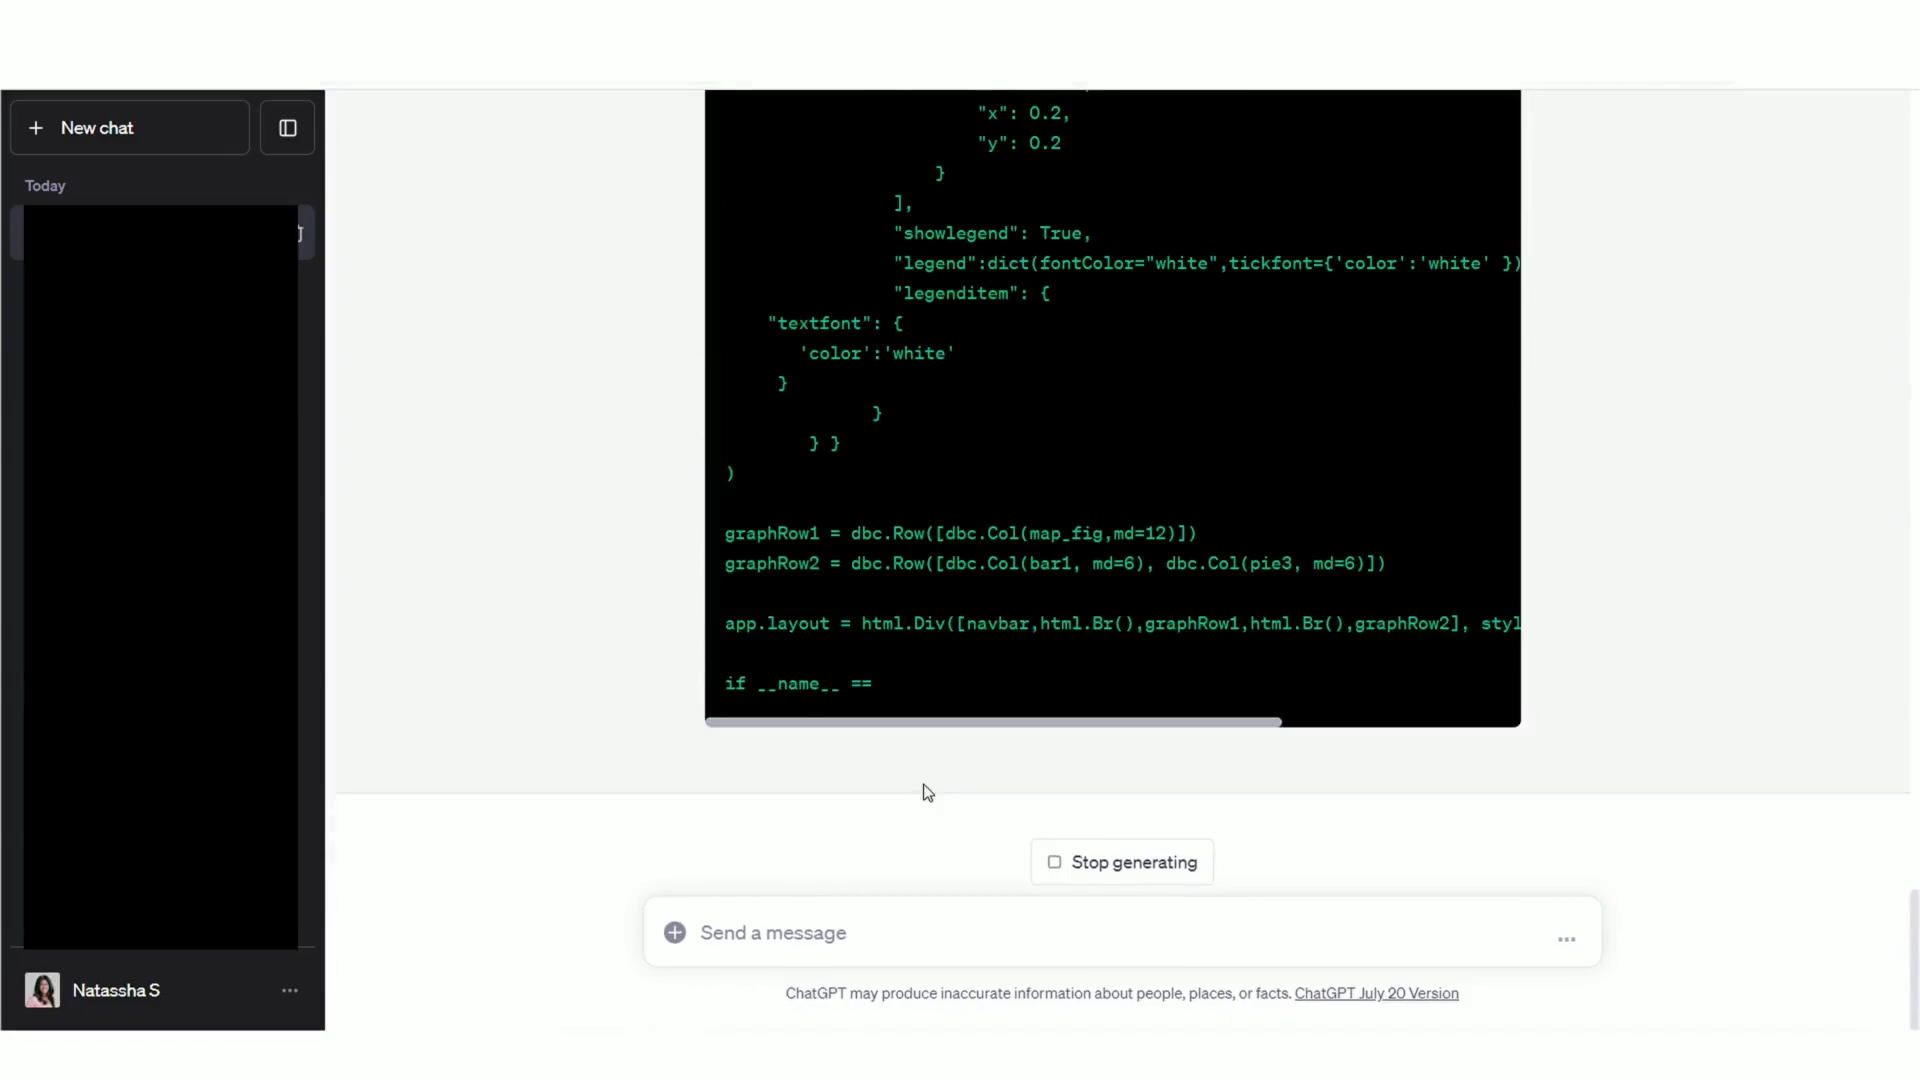 New chat
Today
"x": 0.2,
"y": 0.2
}
],
"showlegend": True,
"legend":dict(fontColor="white",tickfont={'color':'white' })
"legenditem": {
"textfont": {
'color':'white'
}
}
} }
)
graphRow1 = dbc.Row([dbc.Col(map_fig,md=12)])
graphRow2 = dbc.Row([dbc.Col(bar1, md=6), dbc.Col(pie3, md=6)])
app.layout = html.Div([navbar,html.Br(),graphRow1,html.Br(),graphRow2], styl
if __name__ ==
Stop generating
Send a message
ChatGPT may produce inaccurate information about people, places, or facts. ChatGPT July 20 Version
Natassha S